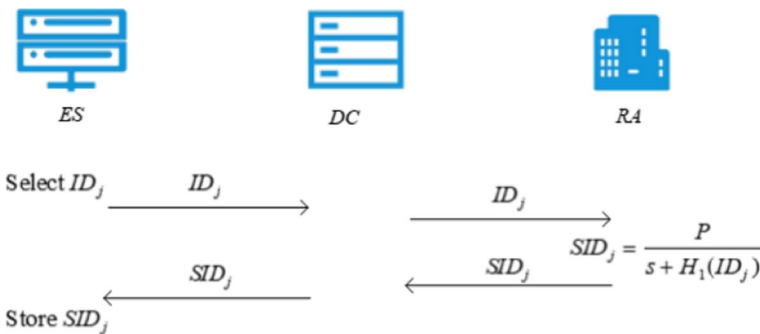 ES DC RA
Select ID_j ID_j ID_j
SID_j = P / (s + H_1(ID_j))
SID_j SID_j
Store SID_j